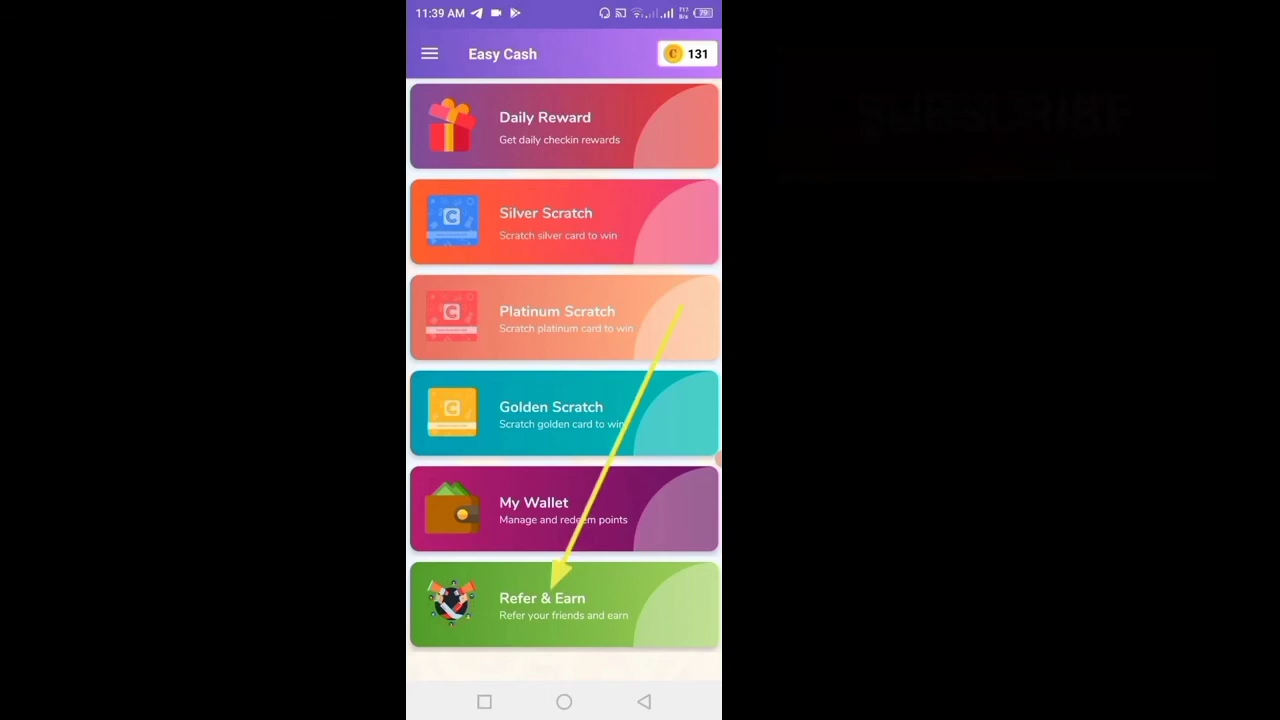 11:39 AM
79
Easy Cash
131
Daily Reward
Get daily checkin rewards
Silver Scratch
Scratch silver card to win
Platinum Scratch
Scratch platinum card to win
Golden Scratch
Scratch golden card to win
My Wallet
Manage and redeem points
Refer & Earn
Refer your friends and earn